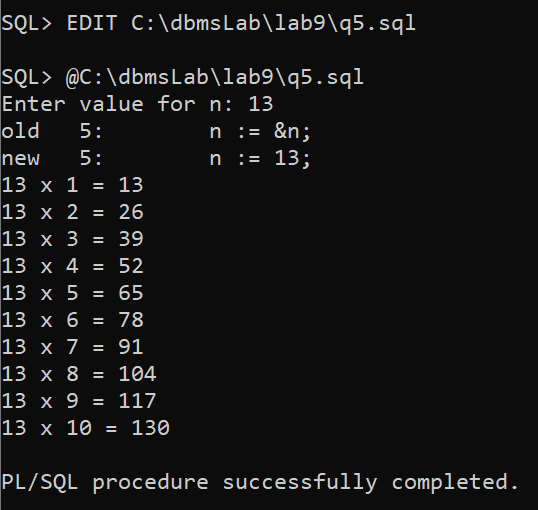 SQL> EDIT C:\dbmsLab\lab9\q5.sql
SQL> @C:\dbmsLab\lab9\q5.sql
Enter value for n: 13
old   5:        n := &n;
new   5:        n := 13;
13 x 1 = 13
13 x 2 = 26
13 x 3 = 39
13 x 4 = 52
13 x 5 = 65
13 x 6 = 78
13 x 7 = 91
13 x 8 = 104
13 x 9 = 117
13 x 10 = 130
PL/SQL procedure successfully completed.